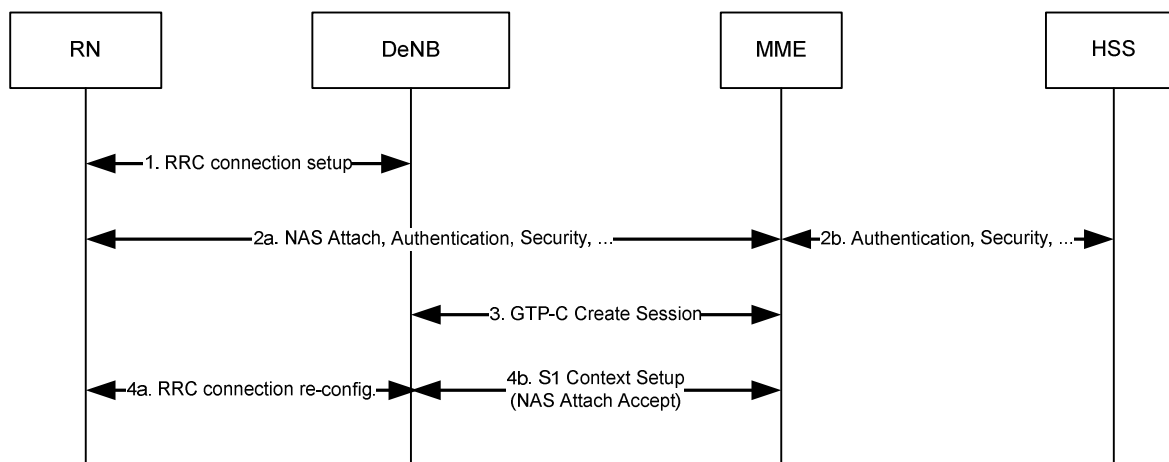 RN
DeNB
MME
HSS
1. RRC connection setup
2a. NAS Attach, Authentication, Security, ...
2b. Authentication, Security, ...
3. GTP-C Create Session
4a. RRC connection re-config.
4b. S1 Context Setup
(NAS Attach Accept)